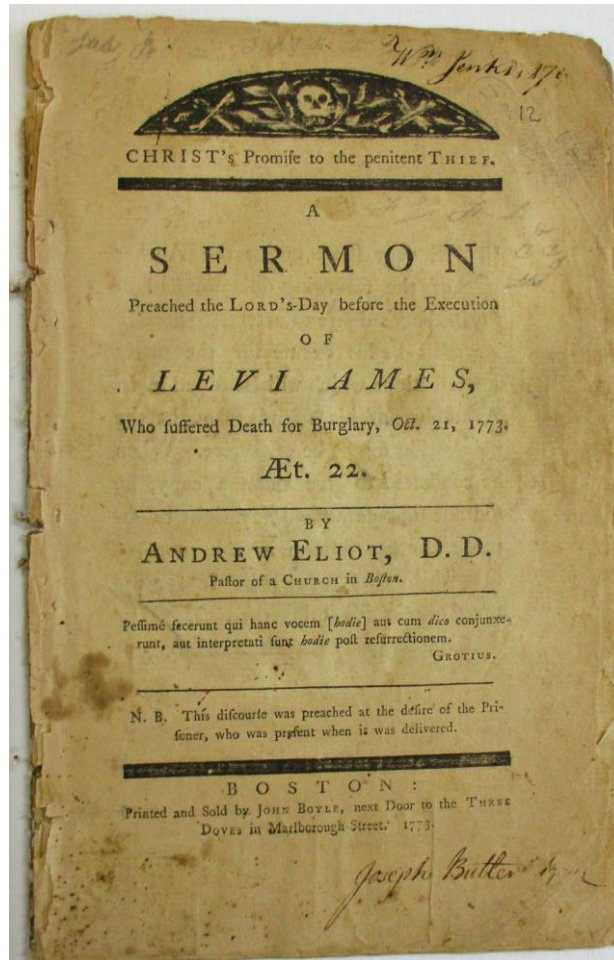 Wm Jenks, 17
12
CHRIST's Promiſe to the penitent THIEF.
A
SERMON
Preached the LORD's-Day before the Execution
OF
LEVI AMES,
Who ſuffered Death for Burglary, Oct. 21, 1773.
Æt. 22.
BY
ANDREW ELIOT, D. D.
Paſtor of a CHURCH in Boſton.
Peſſimé fecerunt qui hanc vocem [hodie] aut cum dico conjunxe-
runt, aut interpretati ſunt hodie poſt reſurrectionem.
GROTIUS.
N. B. This diſcourſe was preached at the deſire of the Pri-
ſoner, who was preſent when it was delivered.
BOSTON:
Printed and Sold by JOHN BOYLE, next Door to the THREE
DOVES in Marlborough-Street. 1773.
Joseph Butler